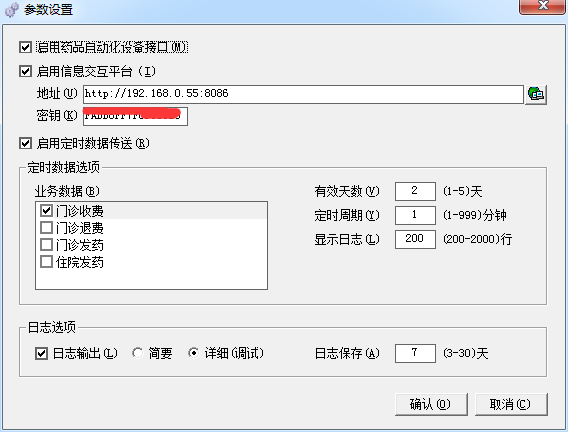 参数设置
启用药品自动化设备接口(M)
启用信息交互平台(I)
地址(U) http://192.168.0.55:8086
密钥(K)
启用定时数据传送(R)
定时数据选项
业务数据(B)
门诊收费
门诊退费
门诊发药
住院发药
有效天数(V) 2 (1-5)天
定时周期(Y) 1 (1-999)分钟
显示日志(L) 200 (200-2000)行
日志选项
日志输出(L) 简要 详细(调试) 日志保存(A) 7 (3-30)天
确认(O) 取消(C)